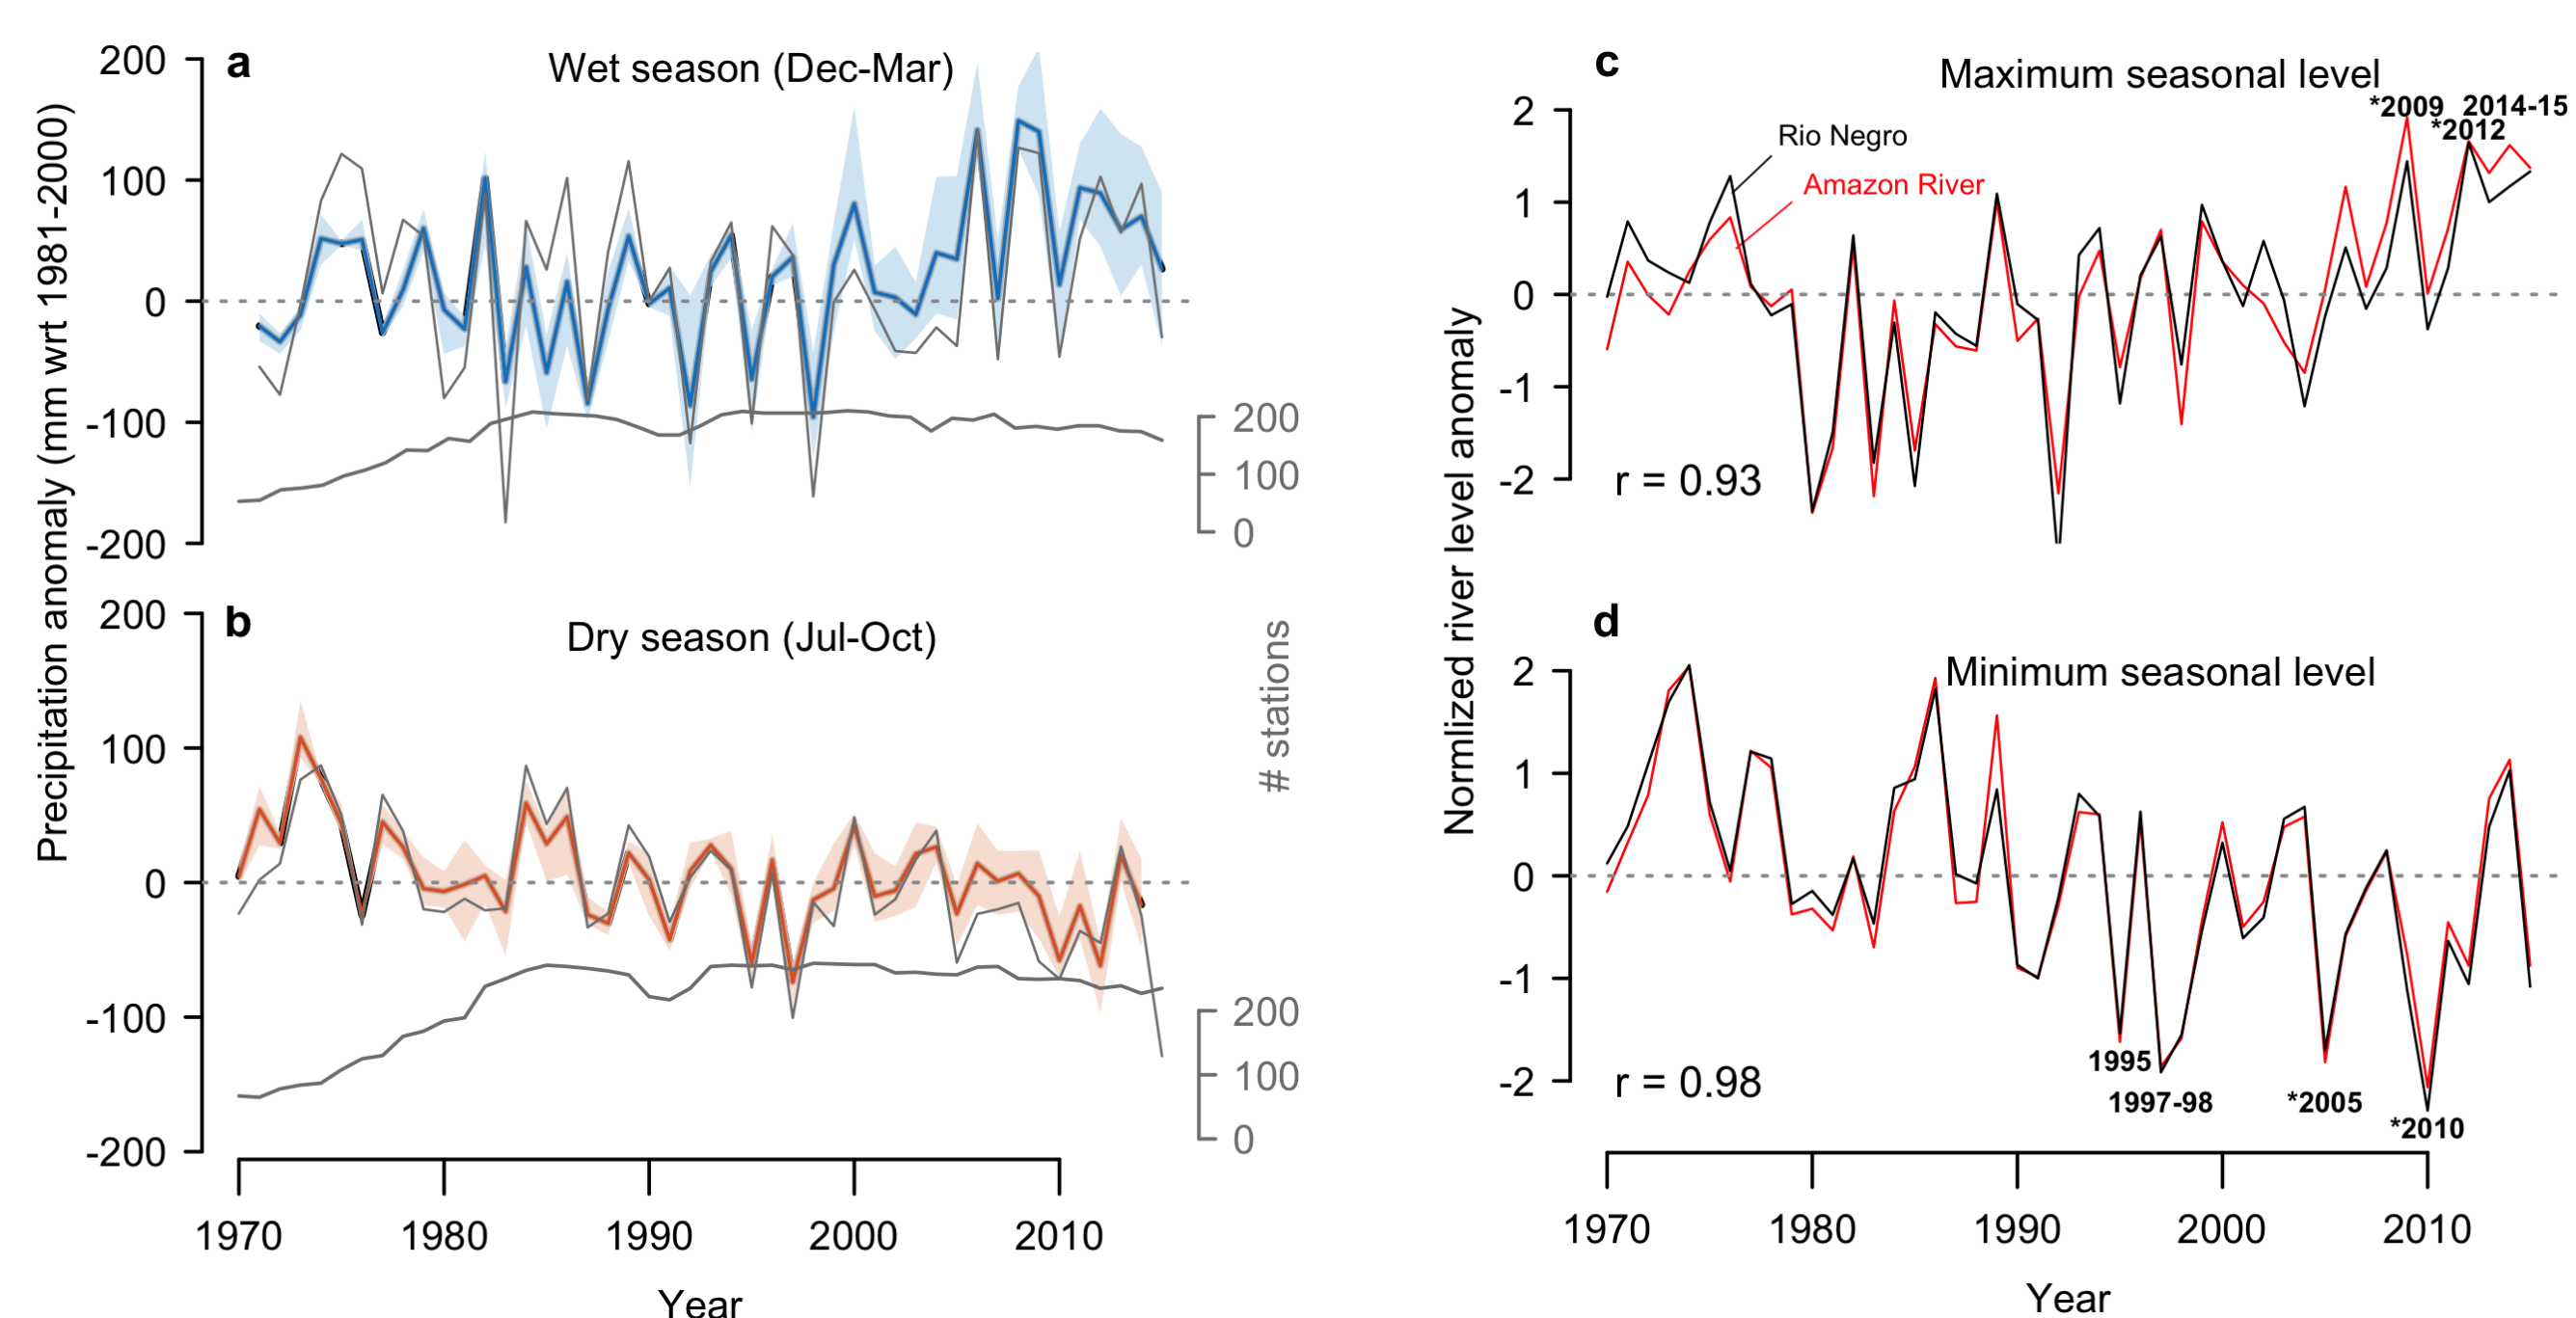 a
Wet season (Dec-Mar)
200
100
0
-100
-200
200
100
0
Precipitation anomaly (mm wrt 1981-2000)
b
Dry season (Jul-Oct)
200
100
0
-100
-200
# stations
200
100
0
1970 1980 1990 2000 2010
Year
c
Maximum seasonal level
*2009 2014-15
*2012
Rio Negro
Amazon River
2
1
0
-1
-2
r = 0.93
Normlized river level anomaly
d
Minimum seasonal level
2
1
0
-1
-2
1995
1997-98
*2005
*2010
r = 0.98
1970 1980 1990 2000 2010
Year